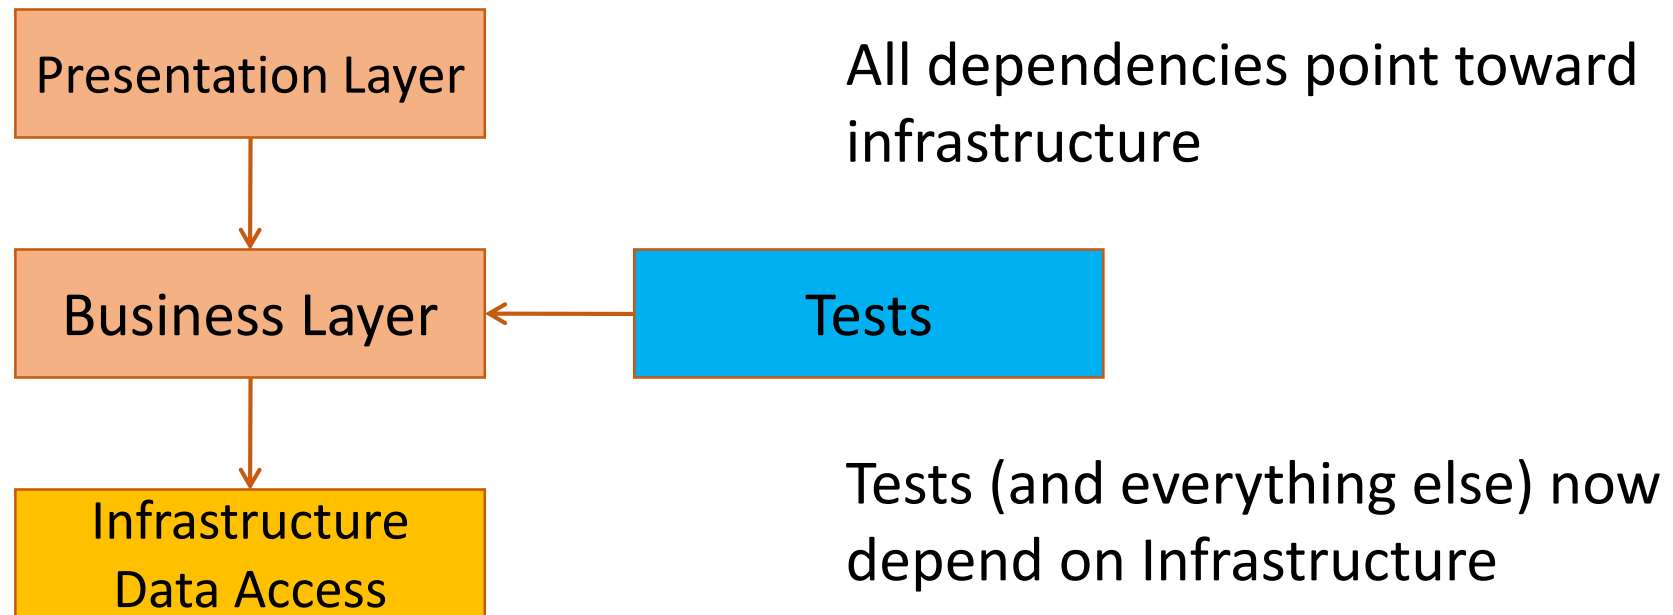 Presentation Layer
All dependencies point toward
infrastructure
Business Layer
Tests
Infrastructure
Data Access
Tests (and everything else) now
depend on Infrastructure